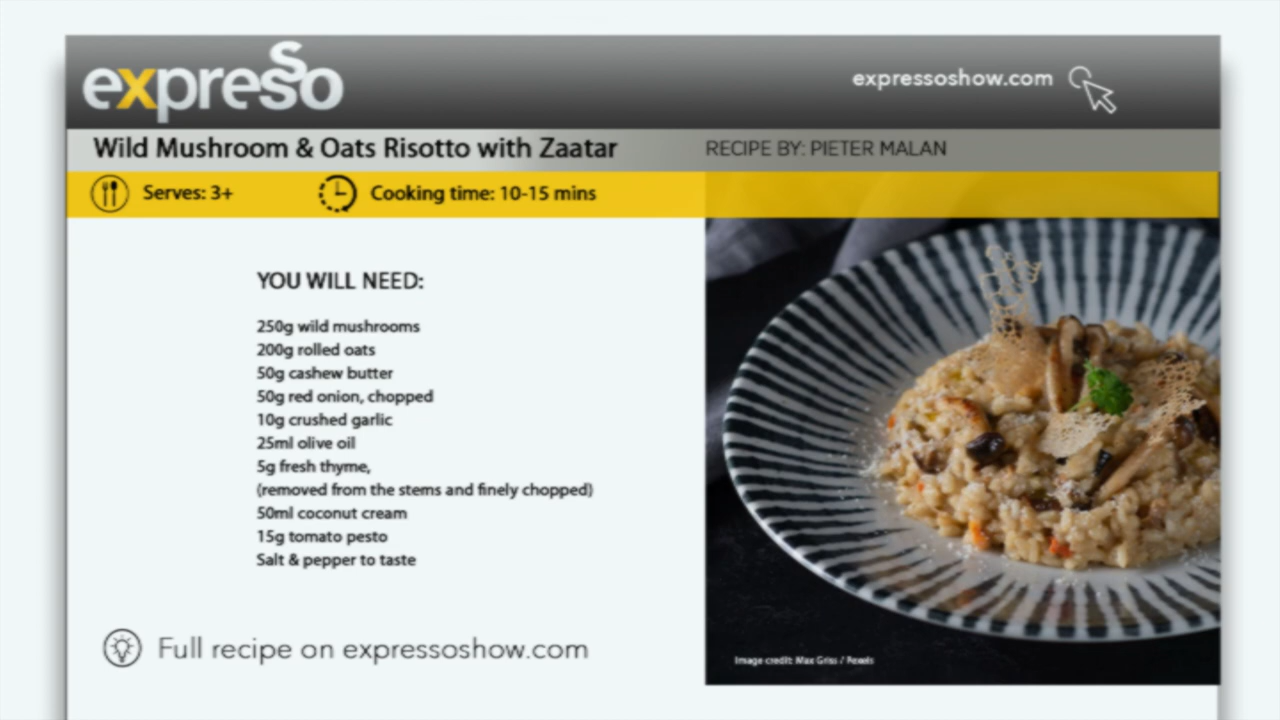 expresso
expressoshow.com
Wild Mushroom & Oats Risotto with Zaatar
RECIPE BY: PIETER MALAN
Serves: 3+
Cooking time: 10-15 mins
YOU WILL NEED:
250g wild mushrooms
200g rolled oats
50g cashew butter
50g red onion, chopped
10g crushed garlic
25ml olive oil
5g fresh thyme,
(removed from the stems and finely chopped)
50ml coconut cream
15g tomato pesto
Salt & pepper to taste
Full recipe on expressoshow.com
Image credit: Max Griss / Pexels